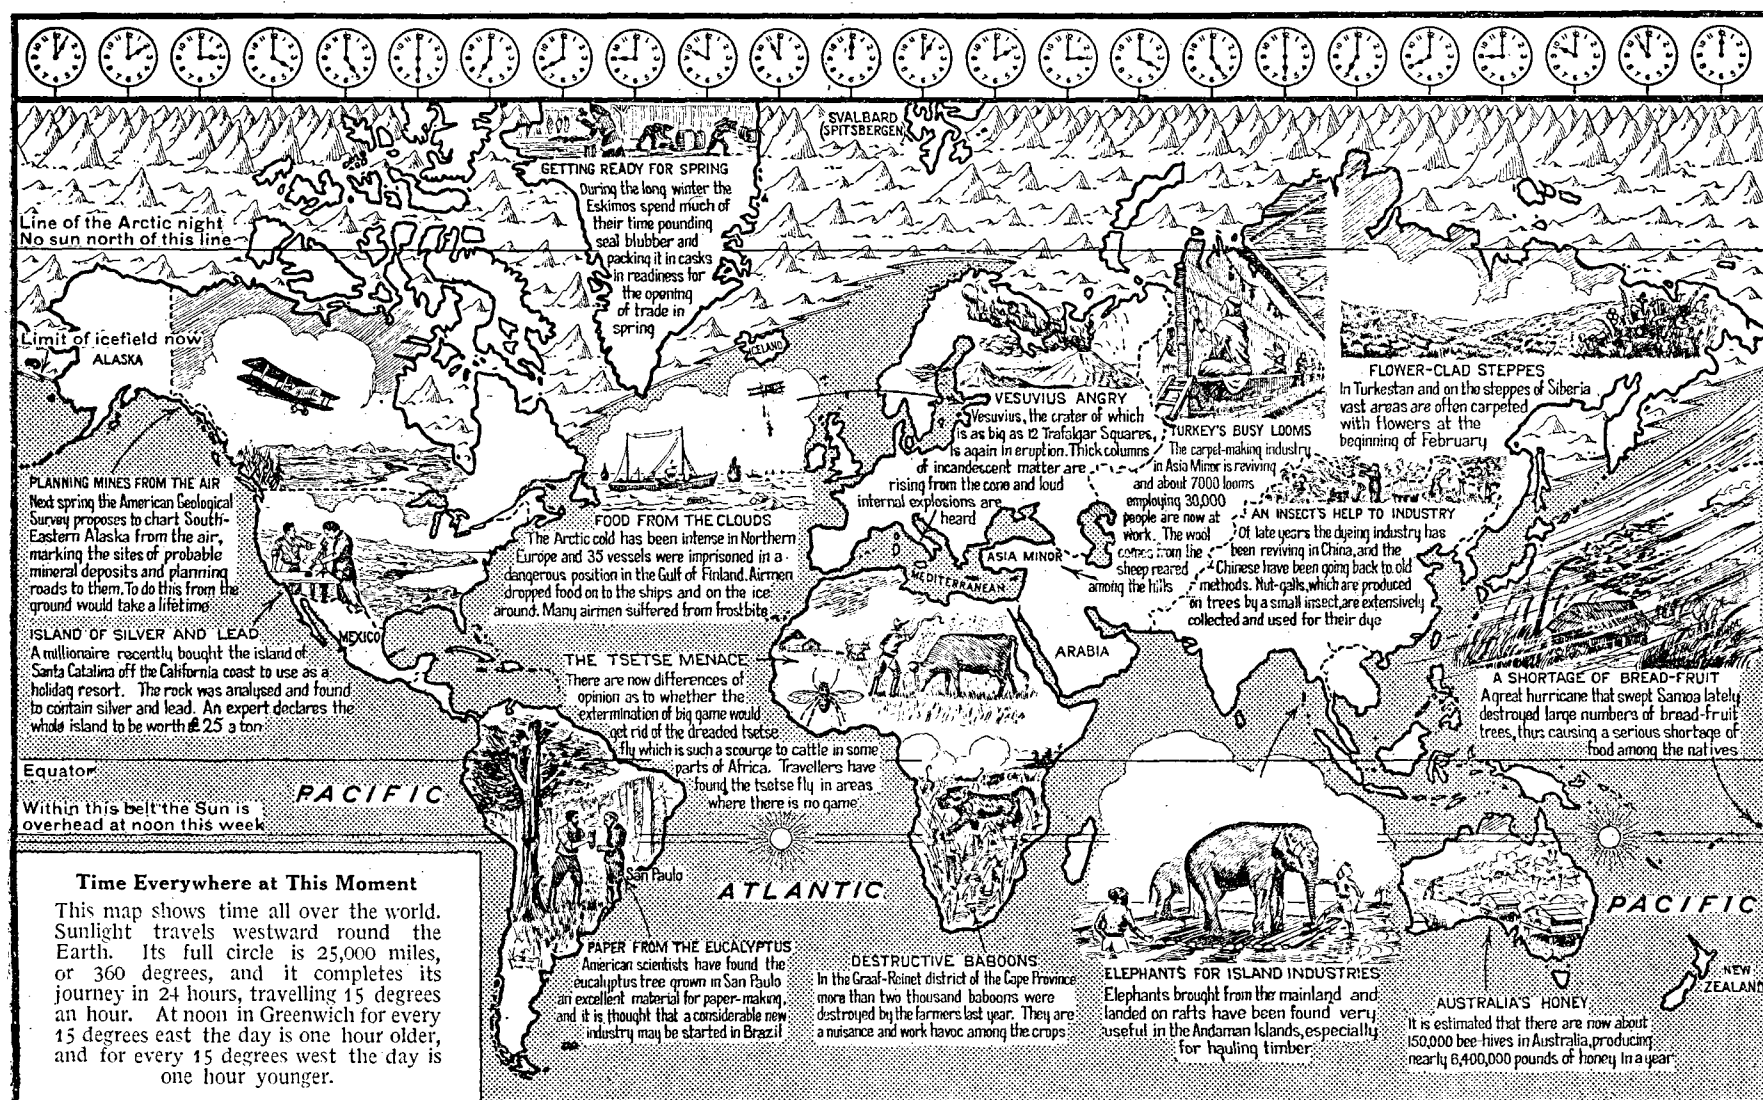 SVALBARD
(SPITSBERGEN)
GETTING READY FOR SPRING
During the long winter the
Eskimos spend much of
their time pounding
seal blubber and
packing it in casks
in readiness for
the opening
of trade in
spring
Line of the Arctic night
No sun north of this line
Limit of icefield now
ALASKA
ICELAND
PLANNING MINES FROM THE AIR
Next spring the American Geological
Survey proposes to chart South-
Eastern Alaska from the air,
marking the sites of probable
mineral deposits and planning
roads to them. To do this from the
ground would take a lifetime
ISLAND OF SILVER AND LEAD
A millionaire recently bought the island of
Santa Catalina off the California coast to use as a
holiday resort. The rock was analysed and found
to contain silver and lead. An expert declares the
whole island to be worth £25 a ton
MEXICO
FOOD FROM THE CLOUDS
The Arctic cold has been intense in Northern
Europe and 35 vessels were imprisoned in a
dangerous position in the Gulf of Finland. Airmen
dropped food on to the ships and on the ice
around. Many airmen suffered from frostbite
VESUVIUS ANGRY
Vesuvius, the crater of which
is as big as 12 Trafalgar Squares,
is again in eruption. Thick columns
of incandescent matter are
rising from the cone and loud
internal explosions are
heard
TURKEY'S BUSY LOOMS
The carpet-making industry
in Asia Minor is reviving
and about 7000 looms
employing 30,000
people are now at
work. The wool
comes from the
sheep reared
among the hills
FLOWER-CLAD STEPPES
In Turkestan and on the steppes of Siberia
vast areas are often carpeted
with flowers at the
beginning of February
AN INSECT'S HELP TO INDUSTRY
Of late years the dyeing industry has
been reviving in China, and the
Chinese have been going back to old
methods. Nut-galls, which are produced
on trees by a small insect, are extensively
collected and used for their dye
ASIA MINOR
MEDITERRANEAN
ARABIA
THE TSETSE MENACE
There are now differences of
opinion as to whether the
extermination of big game would
get rid of the dreaded tsetse
fly which is such a scourge to cattle in some
parts of Africa. Travellers have
found the tsetse fly in areas
where there is no game
A SHORTAGE OF BREAD-FRUIT
A great hurricane that swept Samoa lately
destroyed large numbers of bread-fruit
trees, thus causing a serious shortage of
food among the natives
Equator
PACIFIC
Within this belt the Sun is
overhead at noon this week
San Paulo
ATLANTIC
PACIFIC
Time Everywhere at This Moment
This map shows time all over the world.
Sunlight travels westward round the
Earth. Its full circle is 25,000 miles,
or 360 degrees, and it completes its
journey in 24 hours, travelling 15 degrees
an hour. At noon in Greenwich for every
15 degrees east the day is one hour older,
and for every 15 degrees west the day is
one hour younger.
PAPER FROM THE EUCALYPTUS
American scientists have found the
eucalyptus tree grown in San Paulo
an excellent material for paper-making,
and it is thought that a considerable new
industry may be started in Brazil
DESTRUCTIVE BABOONS
In the Graaf-Reinet district of the Cape Province
more than two thousand baboons were
destroyed by the farmers last year. They are
a nuisance and work havoc among the crops
ELEPHANTS FOR ISLAND INDUSTRIES
Elephants brought from the mainland and
landed on rafts have been found very
useful in the Andaman Islands, especially
for hauling timber
AUSTRALIA'S HONEY
It is estimated that there are now about
150,000 bee-hives in Australia, producing
nearly 6,400,000 pounds of honey in a year
NEW
ZEALAND